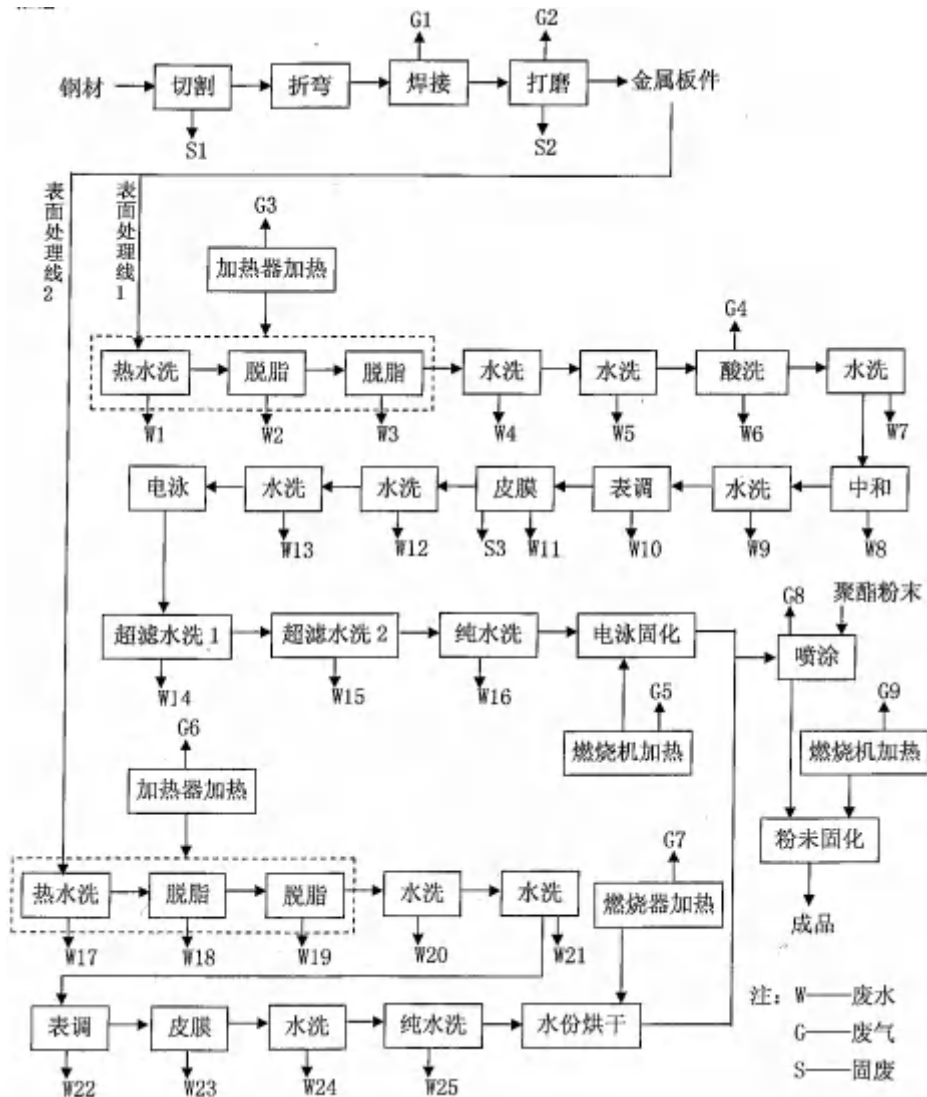 G1 G2
钢材 切割 折弯 焊接 打磨 金属板件
S1 S2
表面处理线2
表面处理线1
G3
加热器加热
G4
热水洗 脱脂 脱脂 水洗 水洗 酸洗 水洗
W1 W2 W3 W4 W5 W6 W7
电泳 水洗 水洗 皮膜 表调 水洗 中和
W13 W12 S3 W11 W10 W9 W8
G8 聚酯粉末
超滤水洗1 超滤水洗2 纯水洗 电泳固化 喷涂
W14 W15 W16 G5 G9
G6
燃烧机加热 燃烧机加热
加热器加热
G7 粉末固化
热水洗 脱脂 脱脂 水洗 水洗 燃烧器加热
成品
W17 W18 W19 W20 W21
注：W——废水
表调 皮膜 水洗 纯水洗 水份烘干
G——废气
S——固废
W22 W23 W24 W25